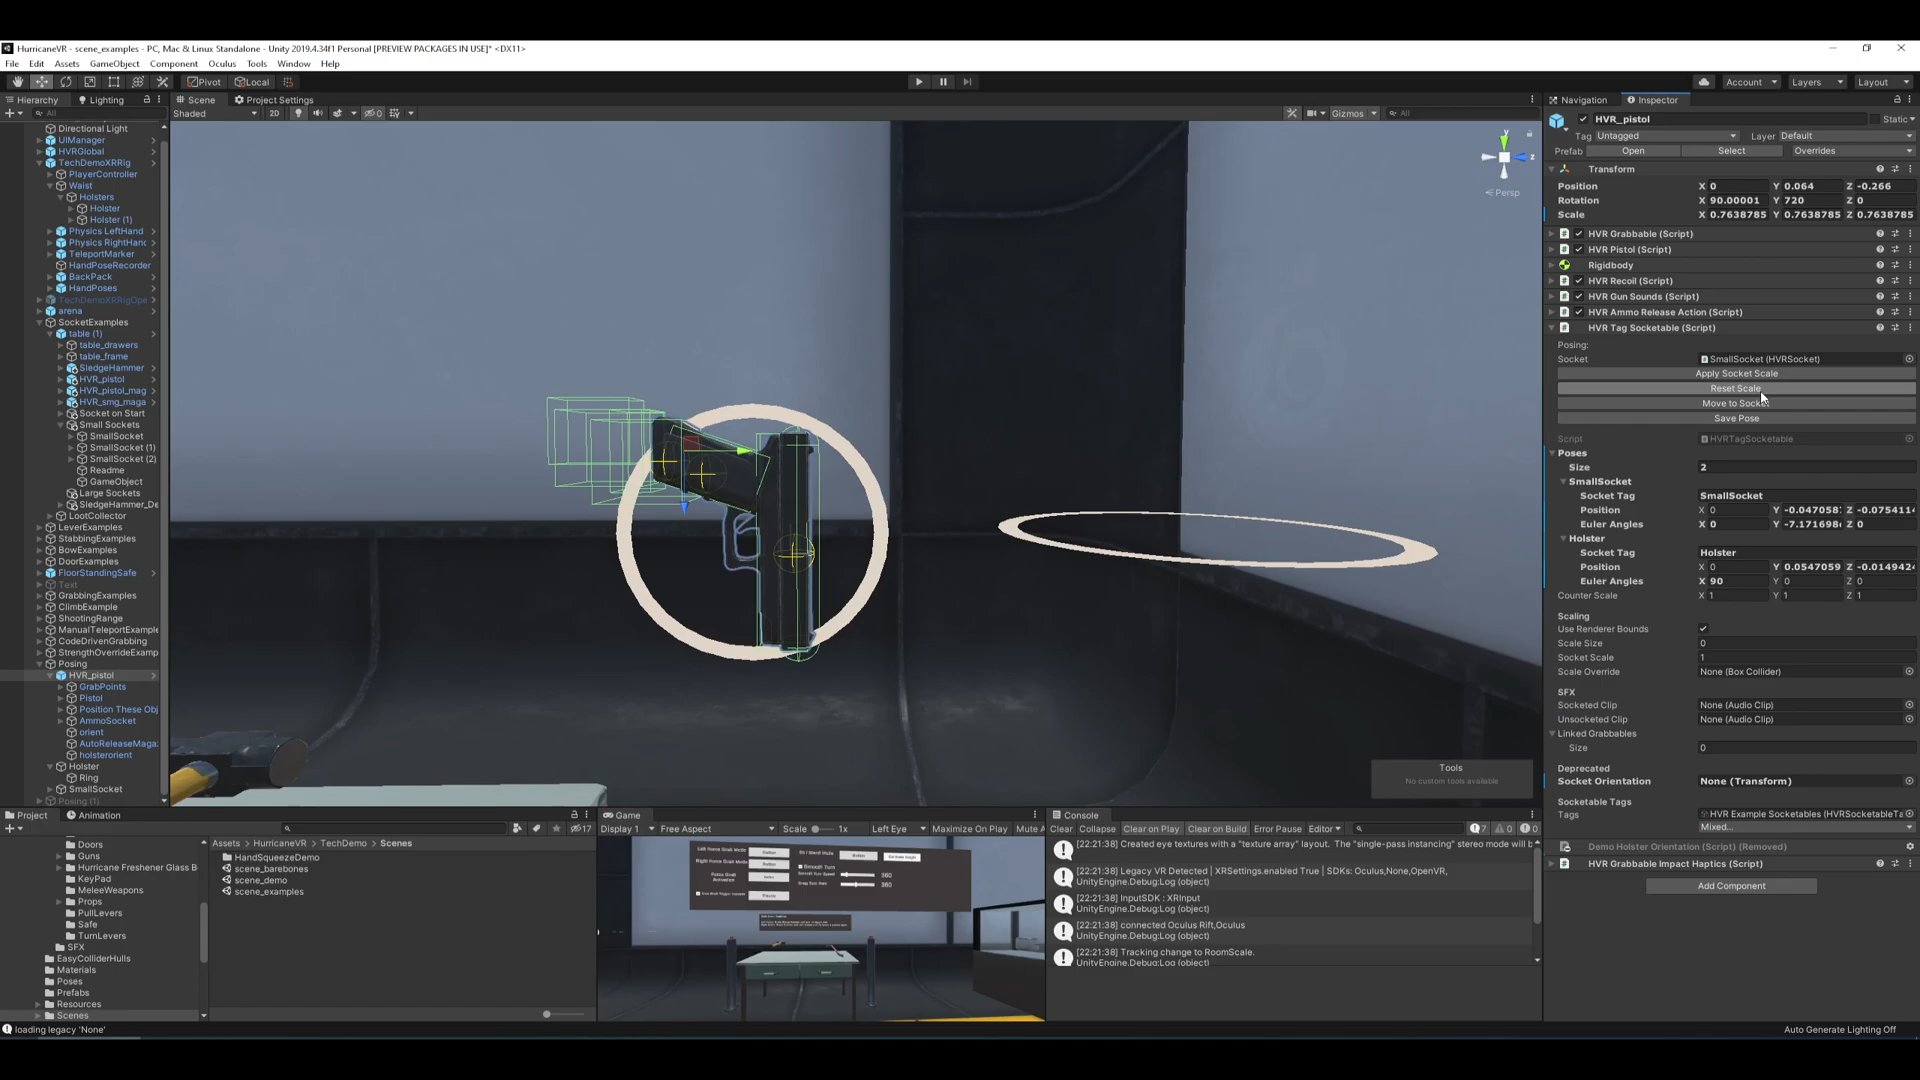 HurricaneVR - scene_examples - PC, Mac & Linux Standalone - Unity 2019.4.34f1 Personal [PREVIEW PACKAGES IN USE]* <DX11>
File Edit Assets GameObject Component Oculus Tools Window Help
Pivot Local Account Layers Layout
Hierarchy Lighting
All
Directional Light
UIManager
HVRGlobal
TechDemoXRRig
PlayerController
Waist
Holsters
Holster
Holster (1)
Physics LeftHand
Physics RightHand
TeleportMarker
HandPoseRecorder
BackPack
HandPoses
TechDemoXRRigOpe
arena
SocketExamples
table (1)
table_drawers
table_frame
SledgeHammer
HVR_pistol
HVR_pistol_mag
HVR_smg_maga
Socket on Start
Small Sockets
SmallSocket
SmallSocket (1)
SmallSocket (2)
Readme
GameObject
Large Sockets
SledgeHammer_De
LootCollector
LeverExamples
StabbingExamples
BowExamples
DoorExamples
FloorStandingSafe
Text
GrabbingExamples
ClimbExample
ShootingRange
ManualTeleportExample
CodeDrivenGrabbing
StrengthOverrideExamp
Posing
HVR_pistol
GrabPoints
Pistol
Position These Obj
AmmoSocket
orient
AutoReleaseMaga
holsterorient
Holster
Ring
SmallSocket
Posing (1)
Scene Project Settings
Shaded 2D 0 Gizmos All
y
z
Persp
Tools
No custom tools available
Navigation Inspector
HVR_pistol Static
Tag Untagged Layer Default
Prefab Open Select Overrides
Transform
Position X 0 Y 0.064 Z -0.266
Rotation X 90.00001 Y 720 Z 0
Scale X 0.7638785 Y 0.7638785 Z 0.7638785
HVR Grabbable (Script)
HVR Pistol (Script)
Rigidbody
HVR Recoil (Script)
HVR Gun Sounds (Script)
HVR Ammo Release Action (Script)
HVR Tag Socketable (Script)
Posing:
Socket SmallSocket (HVRSocket)
Apply Socket Scale
Reset Scale
Move to Socket
Save Pose
Script HVRTagSocketable
Poses
Size 2
SmallSocket
Socket Tag SmallSocket
Position X 0 Y -0.047058 Z -0.0754114
Euler Angles X 0 Y -7.171698 Z 0
Holster
Socket Tag Holster
Position X 0 Y 0.0547059 Z -0.0149424
Euler Angles X 90 Y 0 Z 0
Counter Scale X 1 Y 1 Z 1
Scaling
Use Renderer Bounds
Scale Size 0
Socket Scale 1
Scale Override None (Box Collider)
SFX
Socketed Clip None (Audio Clip)
Unsocketed Clip None (Audio Clip)
Linked Grabbables
Size 0
Deprecated
Socket Orientation None (Transform)
Socketable Tags
Tags HVR Example Socketables (HVRSocketableTa
Mixed...
Demo Holster Orientation (Script) (Removed)
HVR Grabbable Impact Haptics (Script)
Add Component
Project Animation
17
Doors
Guns
Hurricane Freshener Glass B
KeyPad
MeleeWeapons
Props
PullLevers
Safe
TurnLevers
SFX
EasyColliderHulls
Materials
Poses
Prefabs
Resources
Scenes
Assets > HurricaneVR > TechDemo > Scenes
HandSqueezeDemo
scene_barebones
scene_demo
scene_examples
Game
Display 1 Free Aspect Scale 1x Left Eye Maximize On Play Mute A
Console
Clear Collapse Clear on Play Clear on Build Error Pause Editor 7 0 0
[22:21:38] Created eye textures with a "texture array" layout. The "single-pass instancing" stereo mode will b
[22:21:38] Legacy VR Detected | XRSettings.enabled True | SDKs: Oculus,None,OpenVR,
UnityEngine.Debug:Log (object)
[22:21:38] InputSDK : XRInput
UnityEngine.Debug:Log (object)
[22:21:38] connected Oculus Rift,Oculus
UnityEngine.Debug:Log (object)
[22:21:38] Tracking change to RoomScale.
UnityEngine.Debug:Log (object)
loading legacy 'None'
Auto Generate Lighting Off